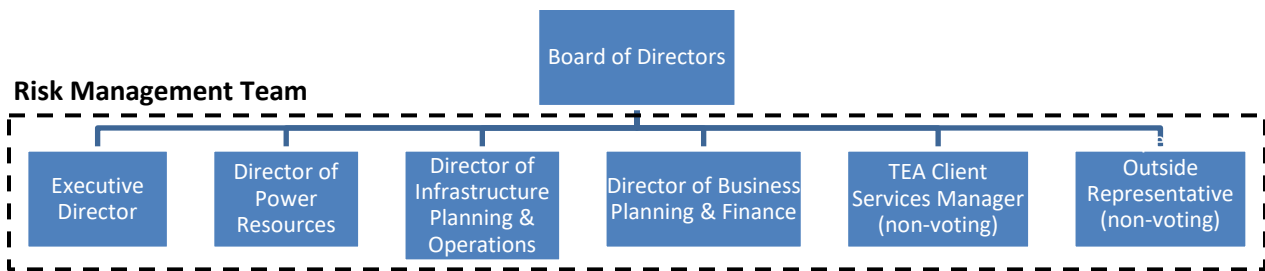 Board of Directors
Risk Management Team
Executive
Director
Director of
Power
Resources
Director of
Infrastructure
Planning &
Operations
Director of Business
Planning & Finance
TEA Client
Services Manager
(non-voting)
Outside
Representative
(non-voting)